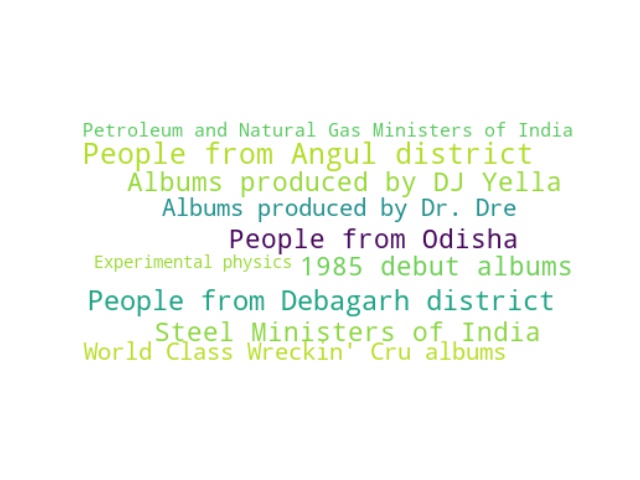 Petroleum and Natural Gas Ministers of India
People from Angul district
Albums produced by DJ Yella
Albums produced by Dr. Dre
People from Odisha
Experimental physics 1985 debut albums
People from Debagarh district
Steel Ministers of India
World Class Wreckin' Cru albums